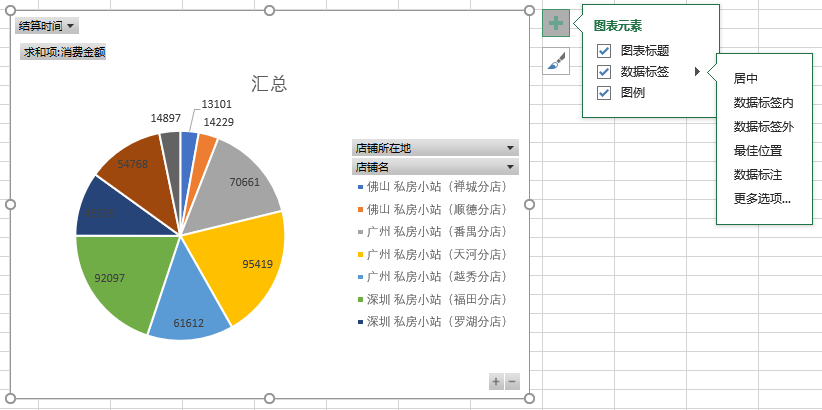 结算时间
求和项:消费金额
汇总
13101
14897
14229
54768
70661
95419
92097
61612
店铺所在地
店铺名
佛山 私房小站（禅城分店）
佛山 私房小站（顺德分店）
广州 私房小站（番禺分店）
广州 私房小站（天河分店）
广州 私房小站（越秀分店）
深圳 私房小站（福田分店）
深圳 私房小站（罗湖分店）
图表元素
图表标题
数据标签
图例
居中
数据标签内
数据标签外
最佳位置
数据标注
更多选项...